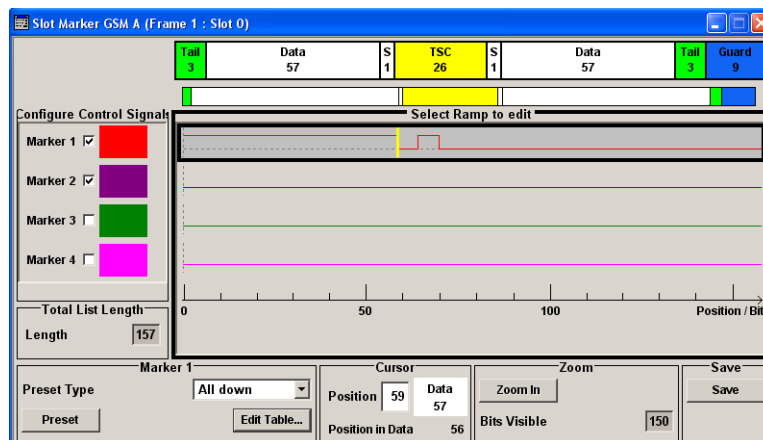 Slot Marker GSM A (Frame 1 : Slot 0)
Tail Data S TSC S Data Tail Guard
3 57 1 26 1 57 3 9
Configure Control Signals
Select Ramp to edit
Marker 1
Marker 2
Marker 3
Marker 4
0 50 100 Position / Bit
Total List Length
Length 157
Marker 1
Preset Type All down
Preset Edit Table...
Cursor
Position 59 Data
57
Position in Data 56
Zoom
Zoom In
Bits Visible 150
Save
Save